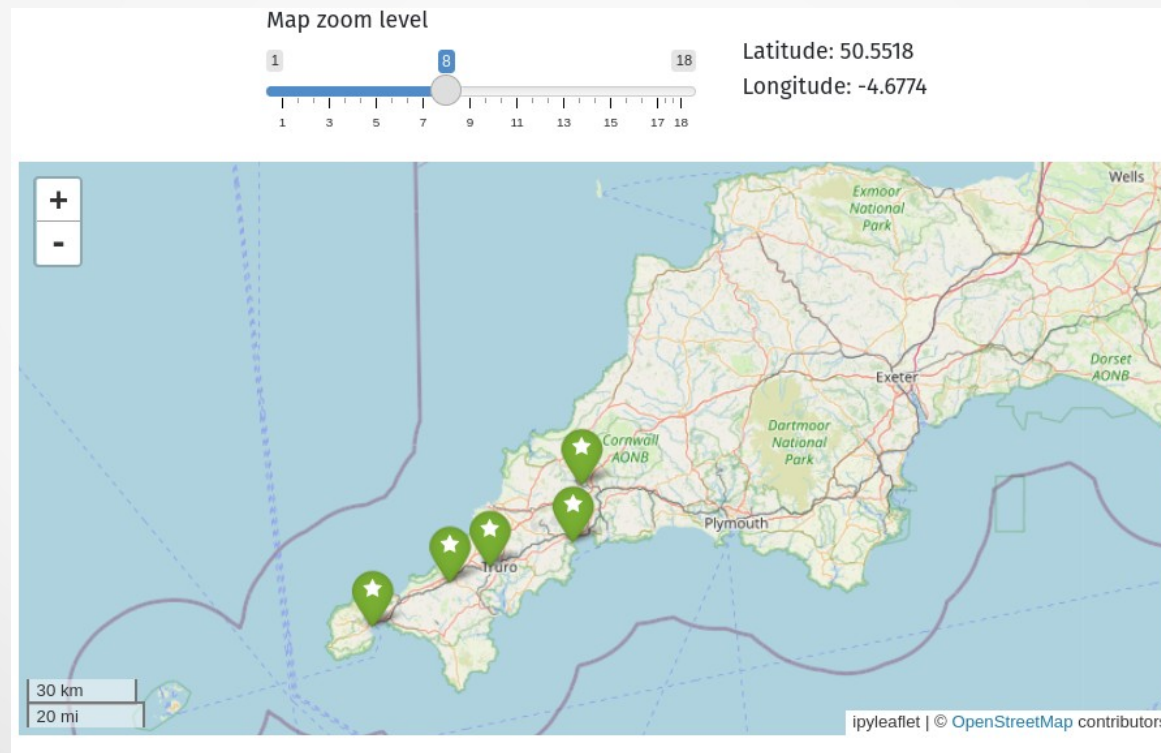 Map zoom level
1
8
18
1 3 5 7 9 11 13 15 17 18
Latitude: 50.5518
Longitude: -4.6774
+
-
Wells
Exmoor
National
Park
Dorset
AONB
Exeter
Dartmoor
National
Park
Cornwall
AONB
Plymouth
Truro
30 km
20 mi
ipyleaflet | © OpenStreetMap contributors